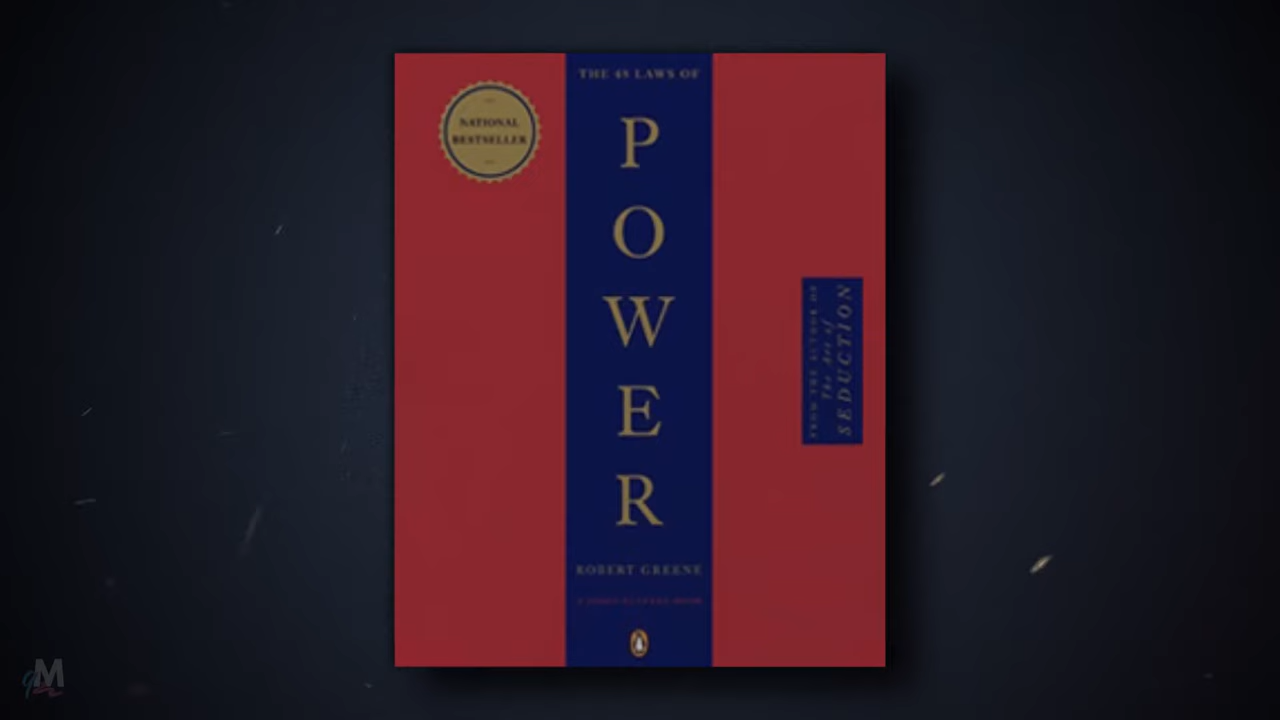 THE 48 LAWS OF
NATIONAL
BESTSELLER
P
O
W
E
R
FROM THE AUTHOR OF
The Art of
SEDUCTION
ROBERT GREENE
M